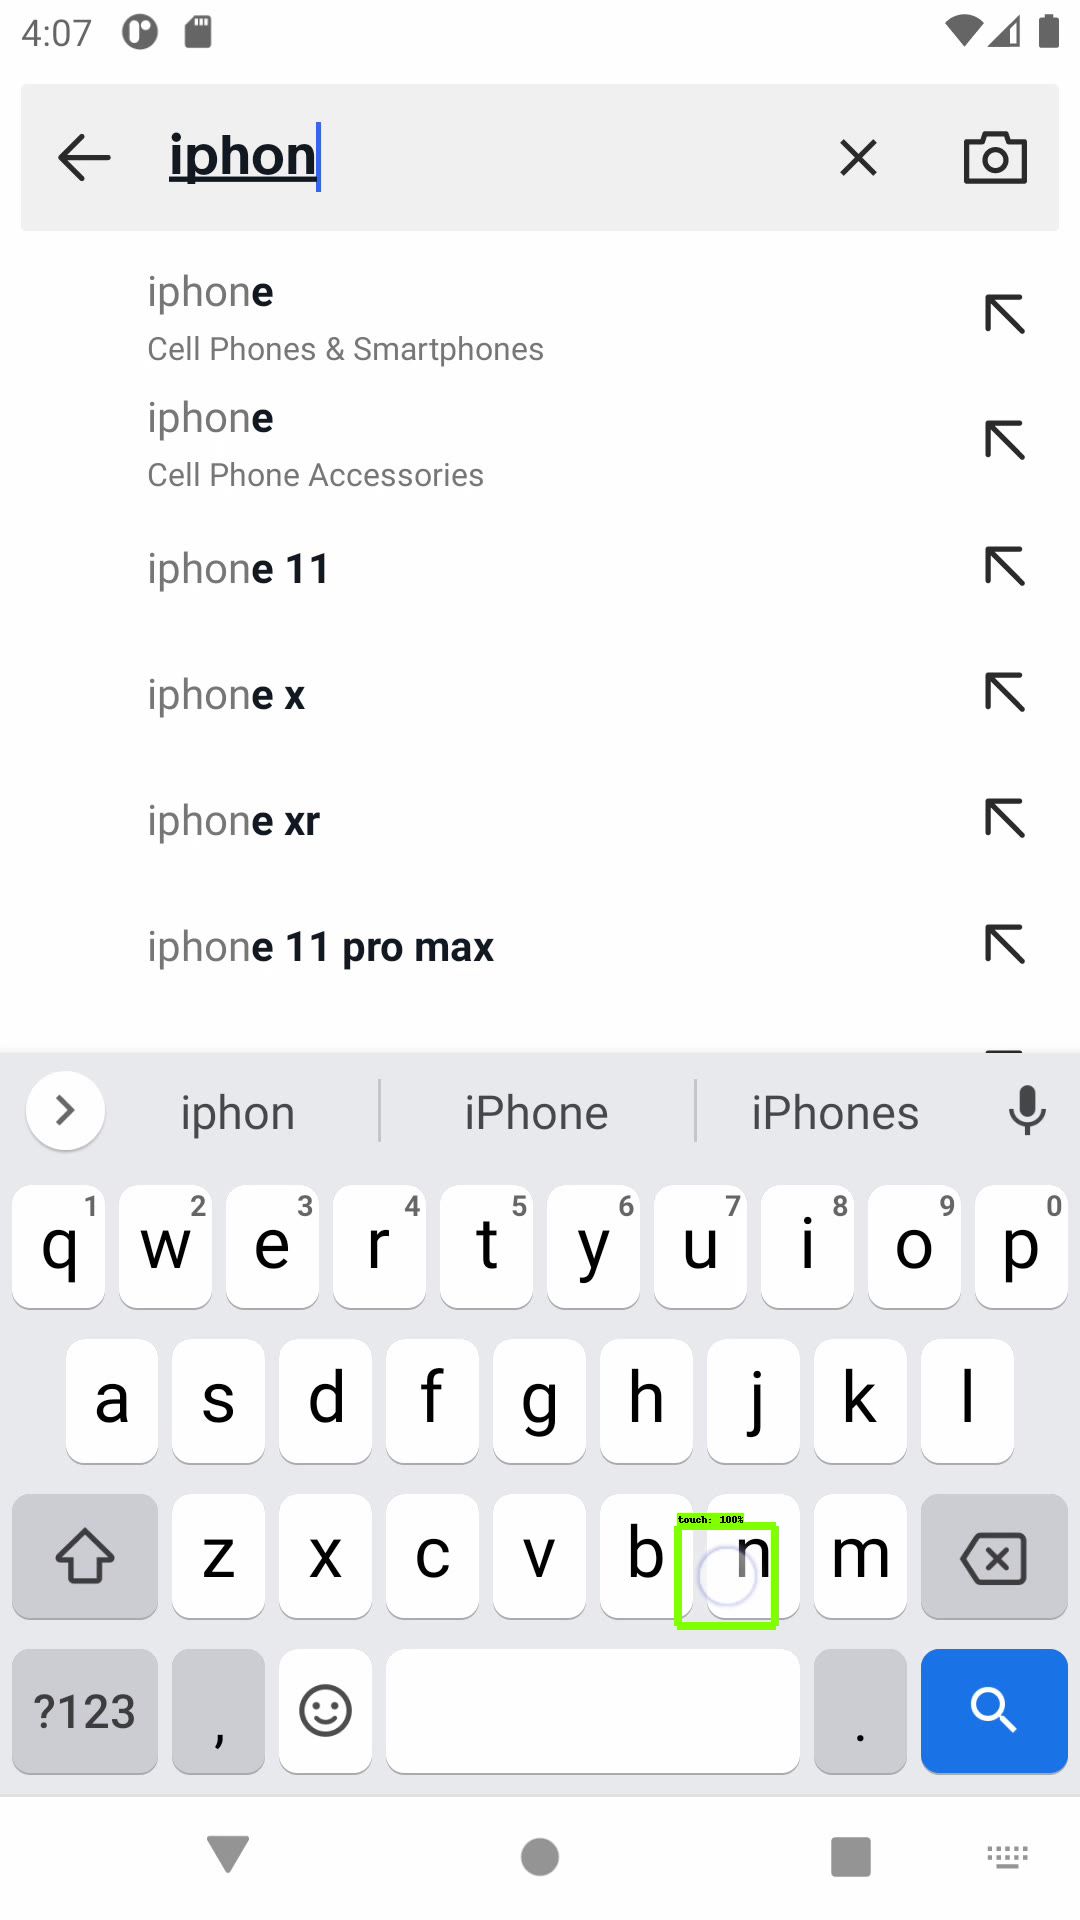 4:07
iphon
iphone
Cell Phones & Smartphones
iphone
Cell Phone Accessories
iphone 11
iphone x
iphone xr
iphone 11 pro max
iphon iPhone iPhones
1 2 3 4 5 6 7 8 9 0
q w e r t y u i o p
a s d f g h j k l
touch: 100%
z x c v b n m
?123 , .